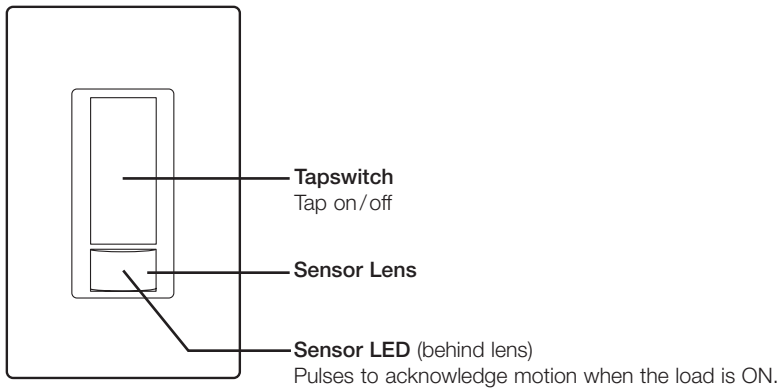 Tapswitch
Tap on/off
Sensor Lens
Sensor LED (behind lens)
Pulses to acknowledge motion when the load is ON.